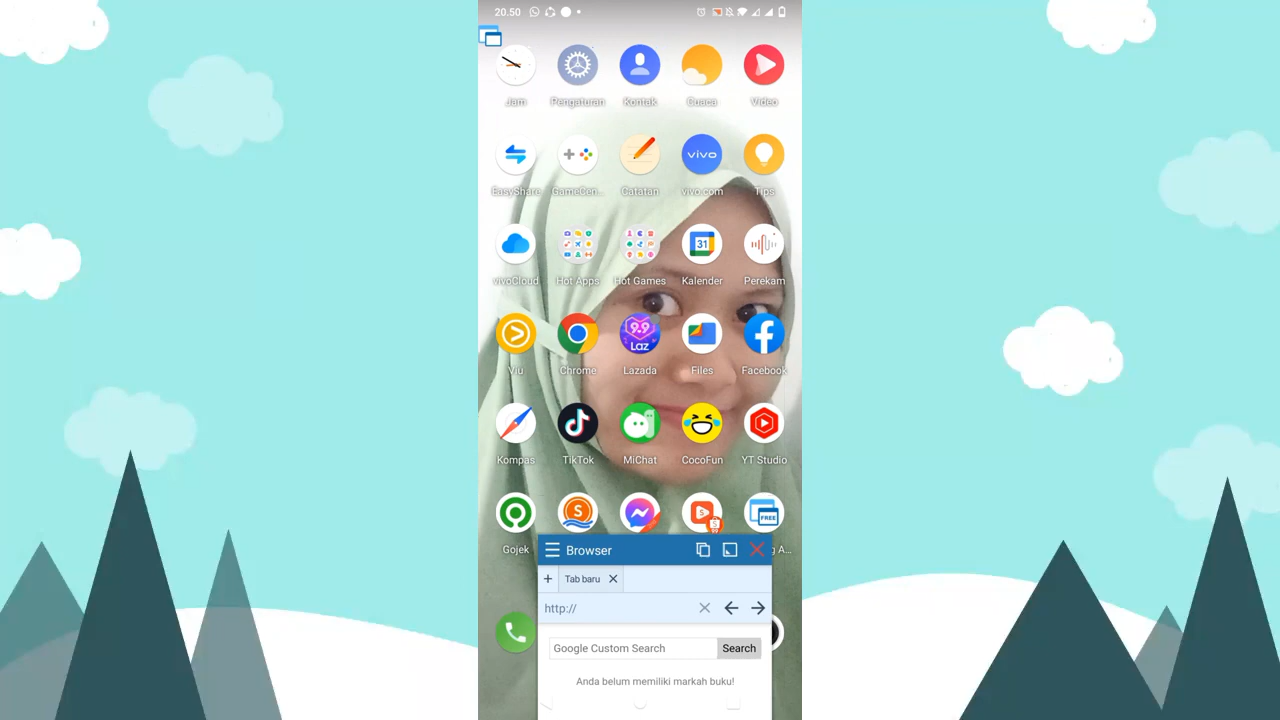 20.50
Jam Pengaturan Kontak Cuaca Video
vivo
EasyShare GameCen... Catatan vivo.com Tips
31
vivoCloud Hot Apps Hot Games Kalender Perekam
9.9
Laz
Viu Chrome Lazada Files Facebook
Kompas TikTok MiChat CocoFun YT Studio
S S FREE
Gojek g A...
Browser
+ Tab baru
http://
Google Custom Search Search
Anda belum memiliki markah buku!